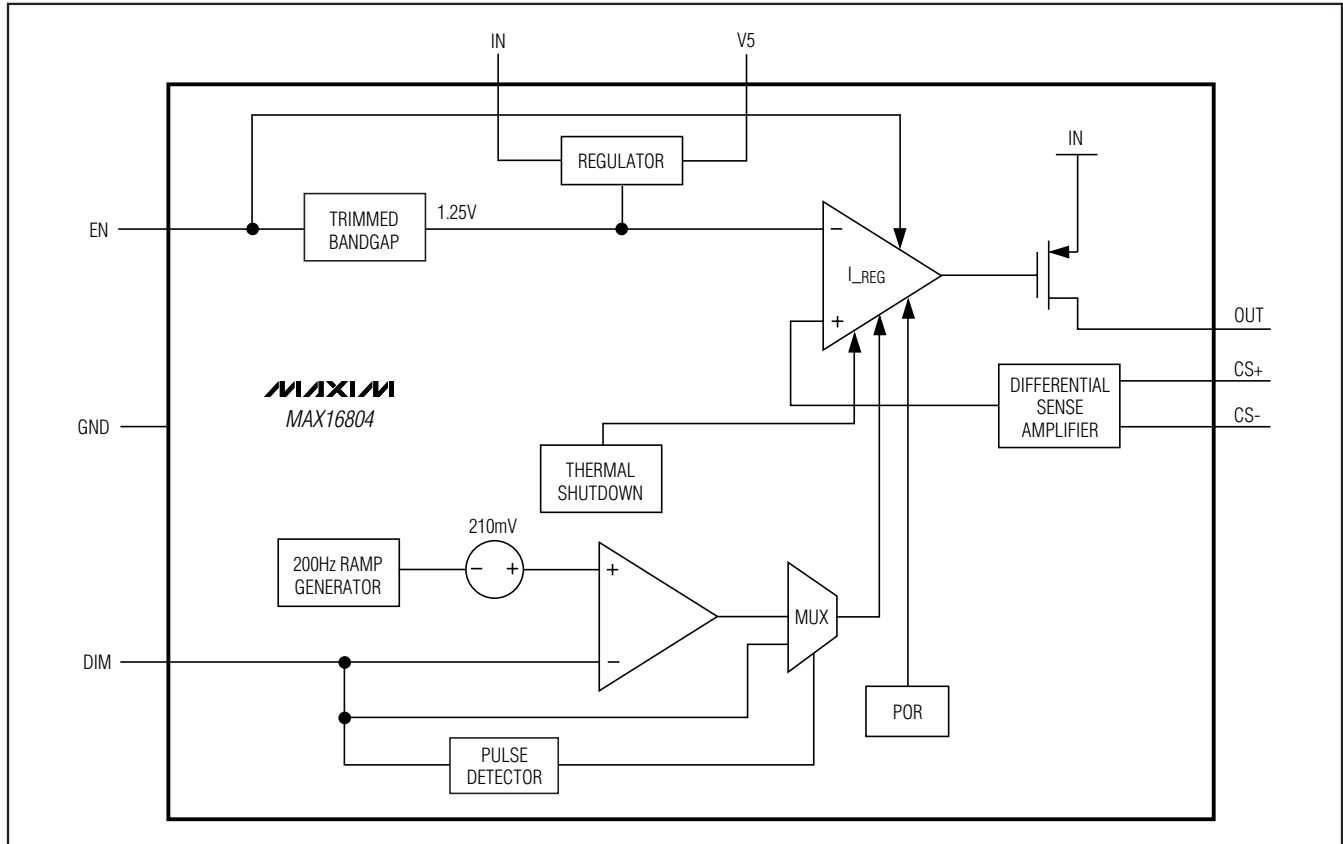 IN
V5
IN
REGULATOR
EN
TRIMMED
BANDGAP
1.25V
−
I_REG
+
OUT
CS+
CS-
DIFFERENTIAL
SENSE
AMPLIFIER
MAXIM
MAX16804
GND
THERMAL
SHUTDOWN
210mV
200Hz RAMP
GENERATOR
− +
+
−
MUX
DIM
POR
PULSE
DETECTOR